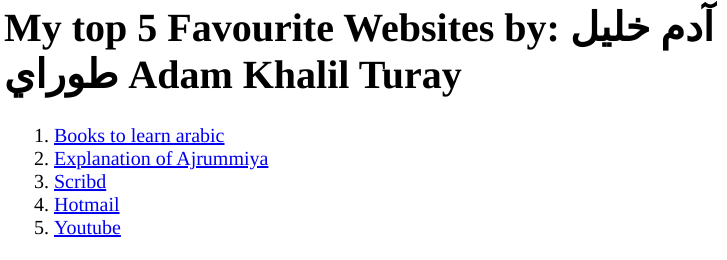 My top 5 Favourite Websites by: آدم خليل
طوراي Adam Khalil Turay
1. Books to learn arabic
2. Explanation of Ajrummiya
3. Scribd
4. Hotmail
5. Youtube